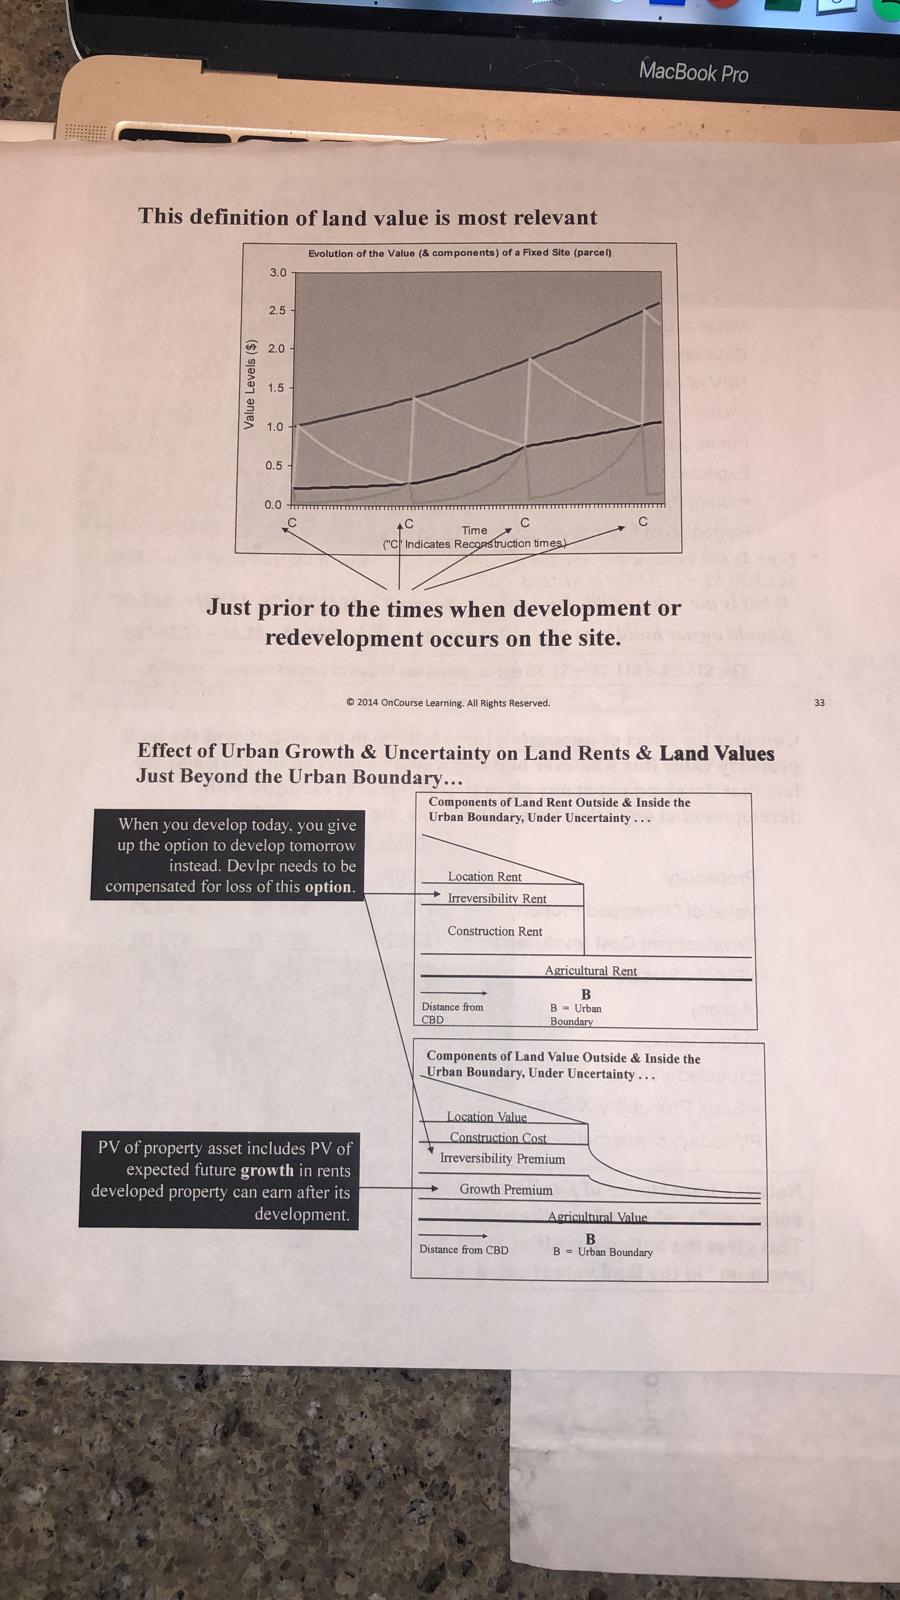 MacBook Pro
This definition of land value is most relevant
Evolution of the Value (& components) of a Fixed Site (parcel)
Value Levels ($)
3.0
2.5
2.0
1.5
1.0
0.5
0.0
C
C
C
C
Time
("C" Indicates Reconstruction times)
Just prior to the times when development or
redevelopment occurs on the site.
© 2014 OnCourse Learning. All Rights Reserved.
33
Effect of Urban Growth & Uncertainty on Land Rents & Land Values
Just Beyond the Urban Boundary…
When you develop today, you give
up the option to develop tomorrow
instead. Devlpr needs to be
compensated for loss of this option.
Components of Land Rent Outside & Inside the
Urban Boundary, Under Uncertainty . . .
Location Rent
Irreversibility Rent
Construction Rent
Agricultural Rent
B
Distance from
CBD
B = Urban
Boundary
Components of Land Value Outside & Inside the
Urban Boundary, Under Uncertainty . . .
Location Value
Construction Cost
Irreversibility Premium
Growth Premium
Agricultural Value
B
Distance from CBD
B = Urban Boundary
PV of property asset includes PV of
expected future growth in rents
developed property can earn after its
development.